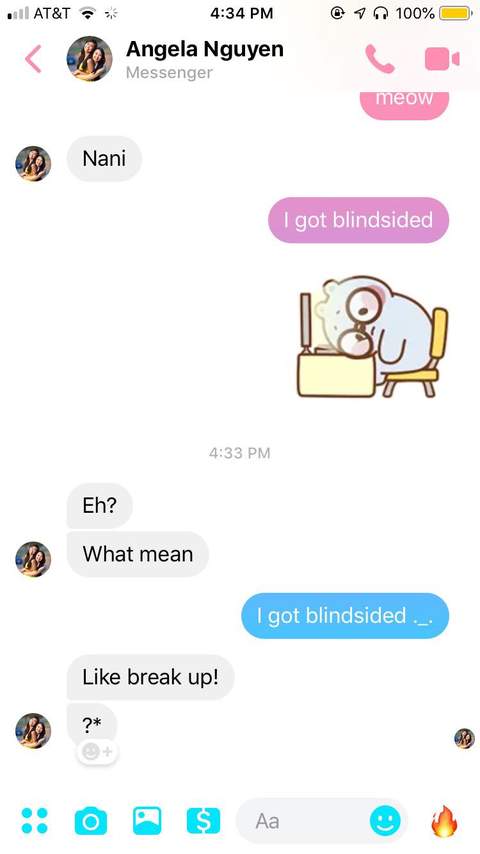 AT&T 4:34 PM 100%
Angela Nguyen
Messenger
meow
Nani
I got blindsided
4:33 PM
Eh?
What mean
I got blindsided ._.
Like break up!
?*
Aa